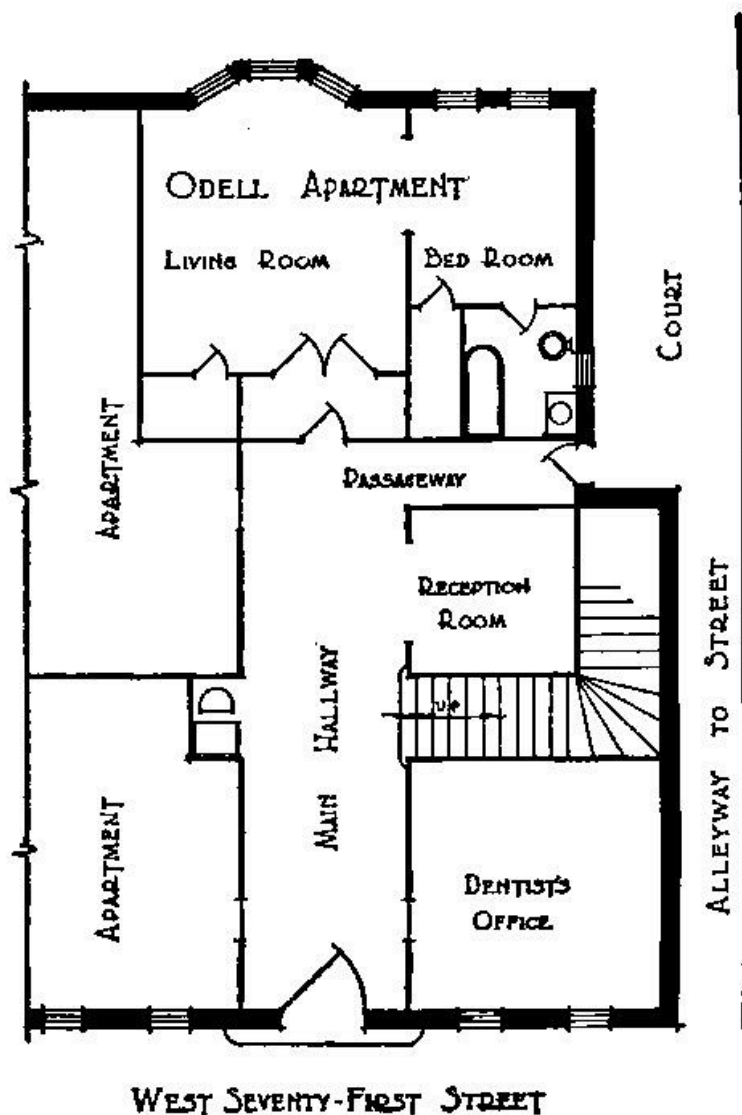 ODELL APARTMENT
LIVING ROOM
BED ROOM
COURT
APARTMENT
PASSAGEWAY
RECEPTION
ROOM
MAIN HALLWAY
UP
ALLEYWAY TO STREET
APARTMENT
DENTIST'S
OFFICE
WEST SEVENTY-FIRST STREET